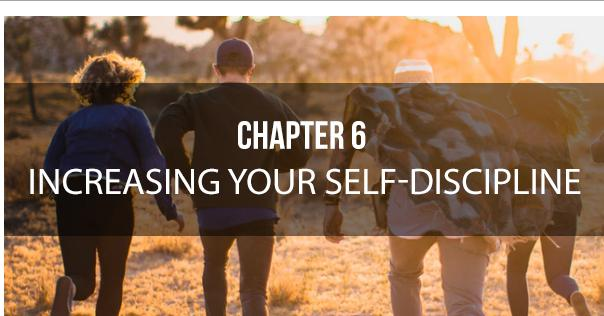 CHAPTER 6
INCREASING YOUR SELF-DISCIPLINE